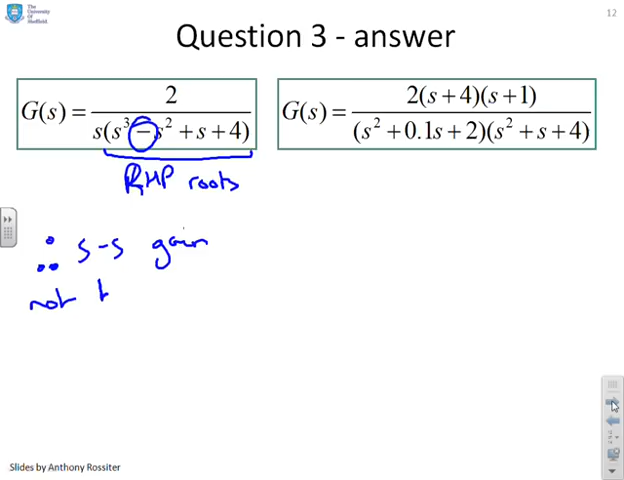 The
University
Of
Sheffield.
12
Question 3 - answer
G(s) = 2 / s(s³ − s² + s + 4)
G(s) = 2(s + 4)(s + 1) / (s² + 0.1s + 2)(s² + s + 4)
RHP roots
∴ s-s gain
not t
Slides by Anthony Rossiter